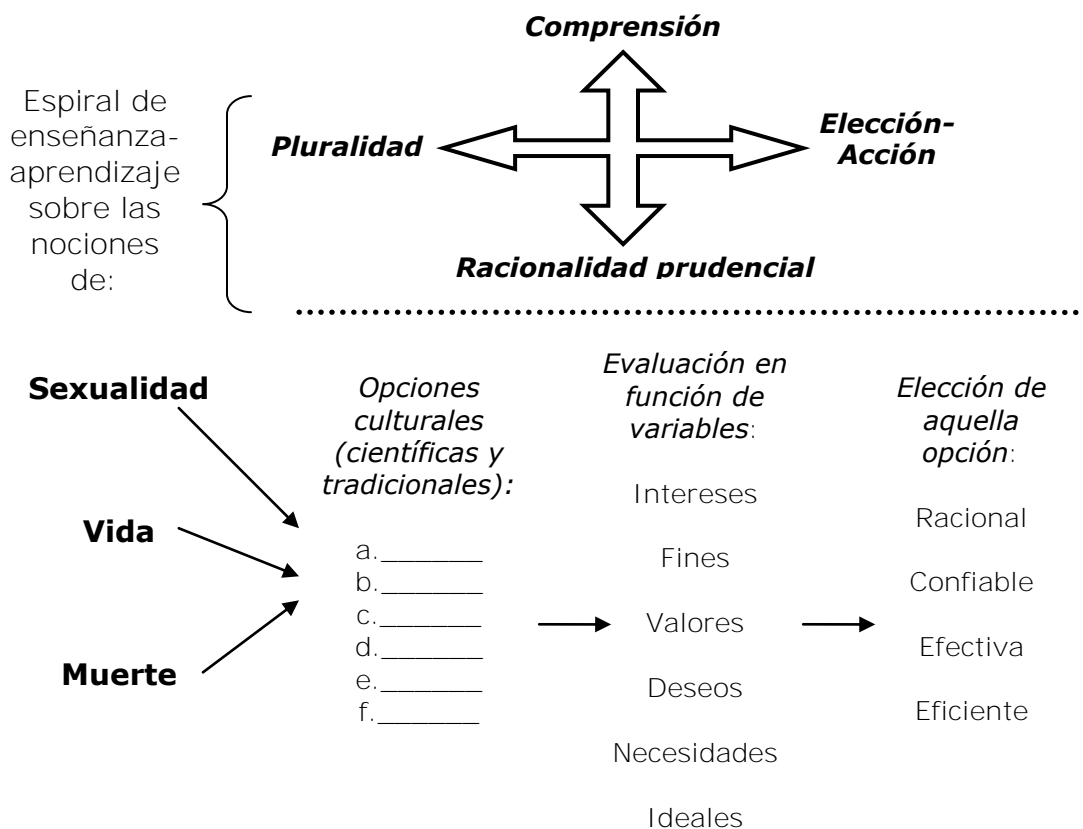 Comprensión
Espiral de
enseñanza-
aprendizaje
sobre las
nociones
de:
Pluralidad
Elección-
Acción
Racionalidad prudencial
Sexualidad
Vida
Muerte
Opciones
culturales
(científicas y
tradicionales):
a.______
b.______
c.______
d.______
e.______
f.______
Evaluación en
función de
variables:
Intereses
Fines
Valores
Deseos
Necesidades
Ideales
Elección de
aquella
opción:
Racional
Confiable
Efectiva
Eficiente